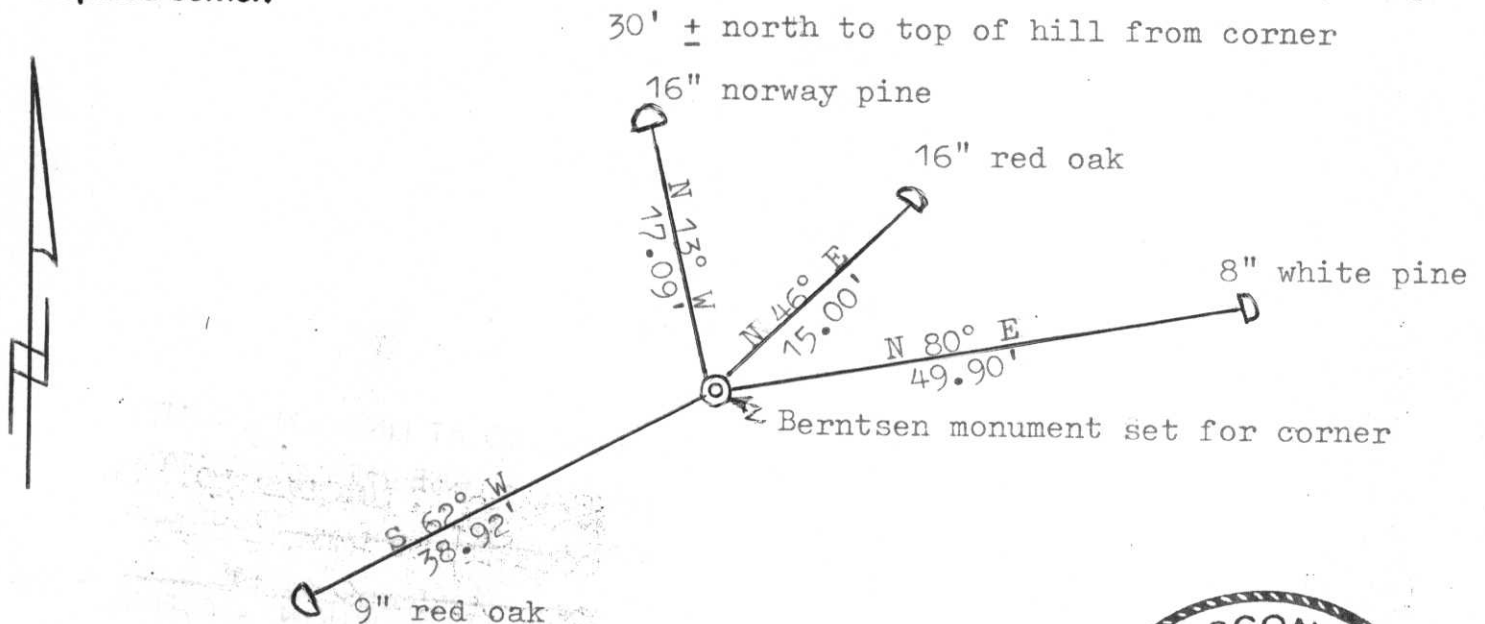 corner.
30' ± north to top of hill from corner
16" norway pine
16" red oak
N 13° W
17.09'
N 46° E
15.00'
8" white pine
N 80° E
49.90'
Berntsen monument set for corner
S 62° W
38.92'
9" red oak